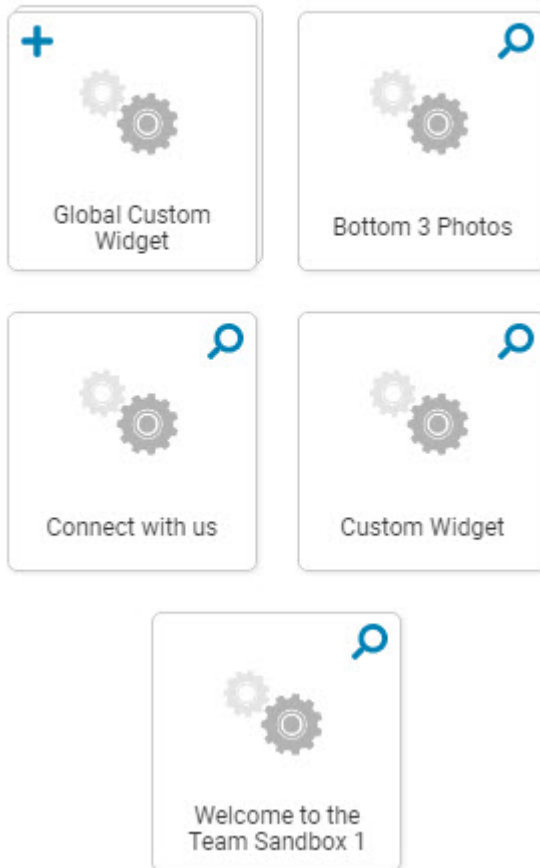 Global Custom
Widget
Bottom 3 Photos
Connect with us
Custom Widget
Welcome to the
Team Sandbox 1